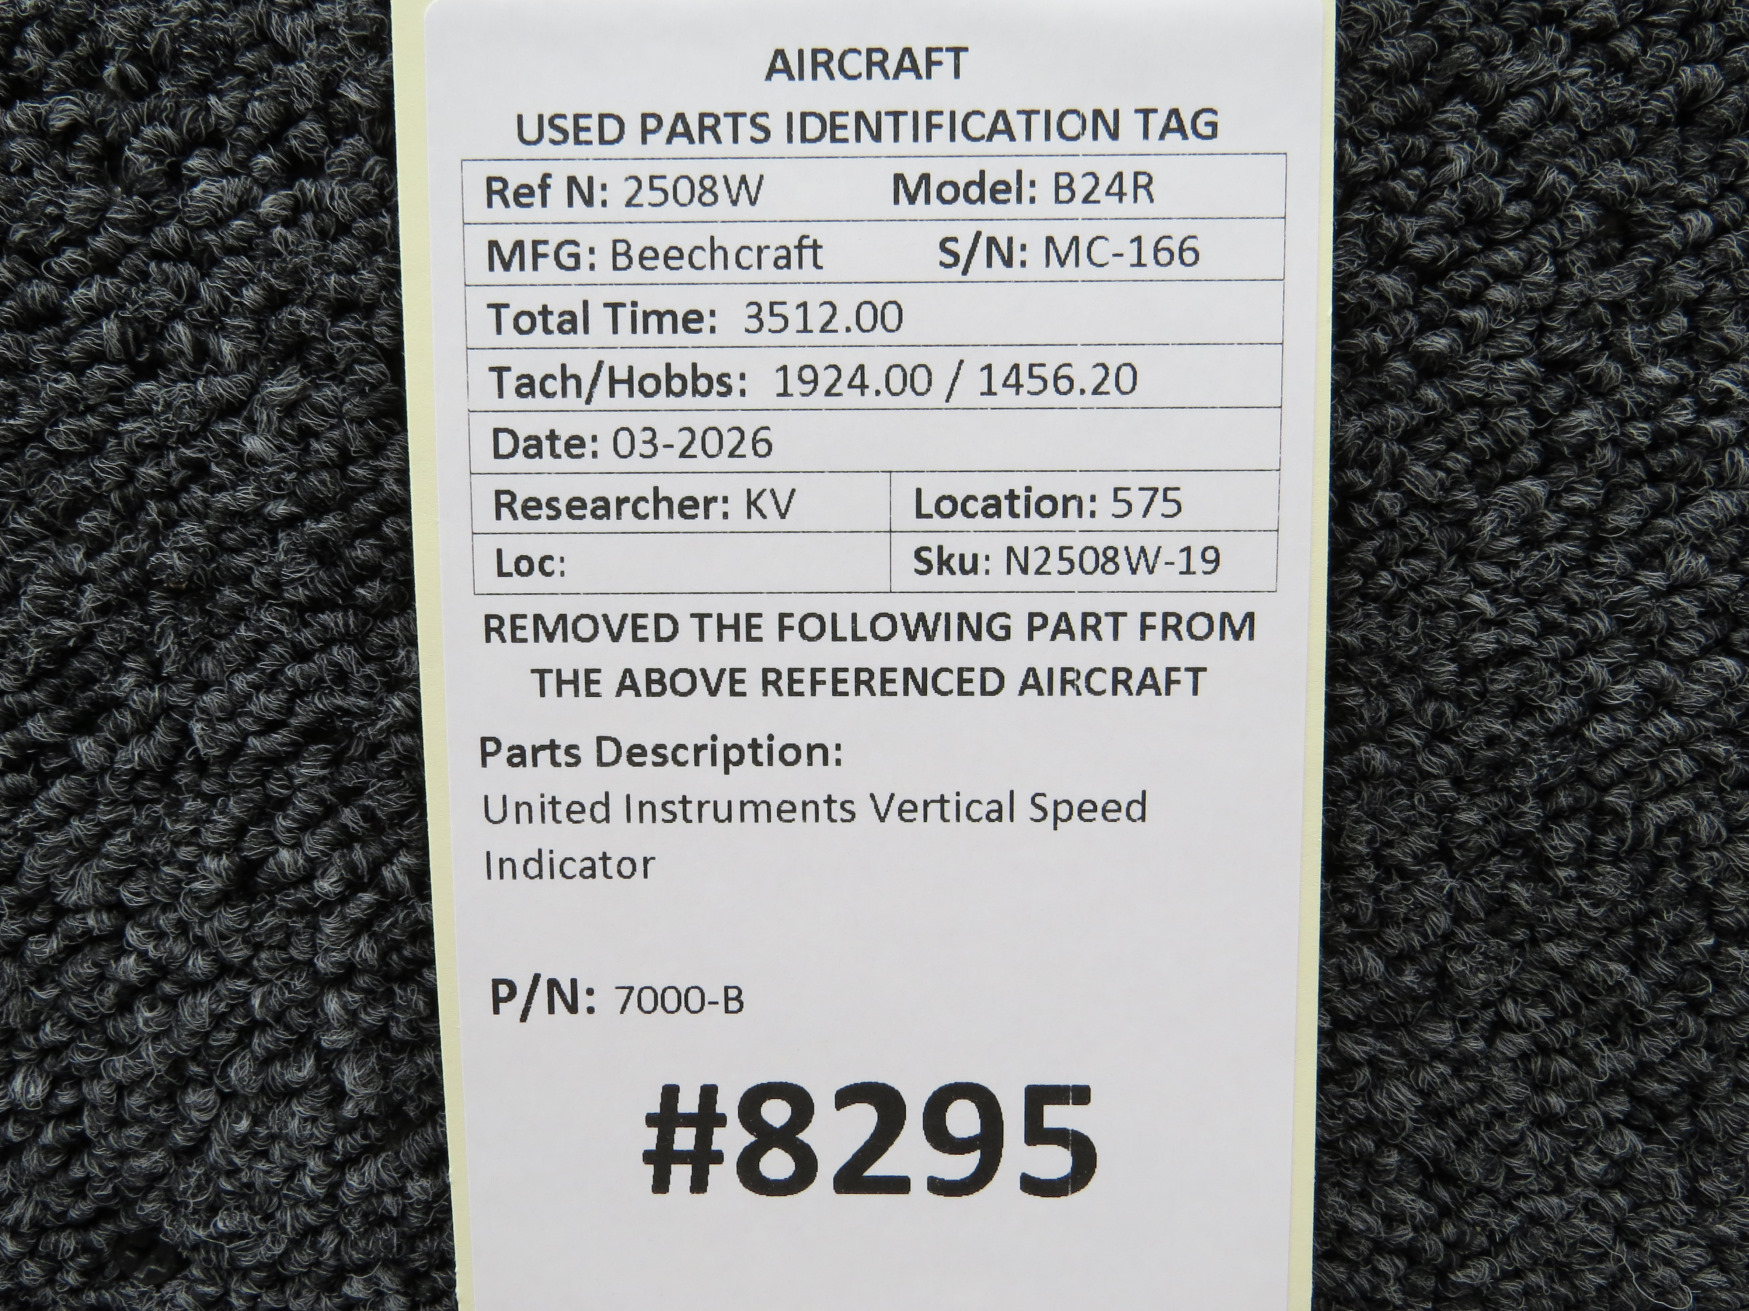 AIRCRAFT
USED PARTS IDENTIFICATION TAG
Ref N: 2508W Model: B24R
MFG: Beechcraft S/N: MC-166
Total Time: 3512.00
Tach/Hobbs: 1924.00 / 1456.20
Date: 03-2026
Researcher: KV Location: 575
Loc: Sku: N2508W-19
REMOVED THE FOLLOWING PART FROM
THE ABOVE REFERENCED AIRCRAFT
Parts Description:
United Instruments Vertical Speed
Indicator
P/N: 7000-B
#8295